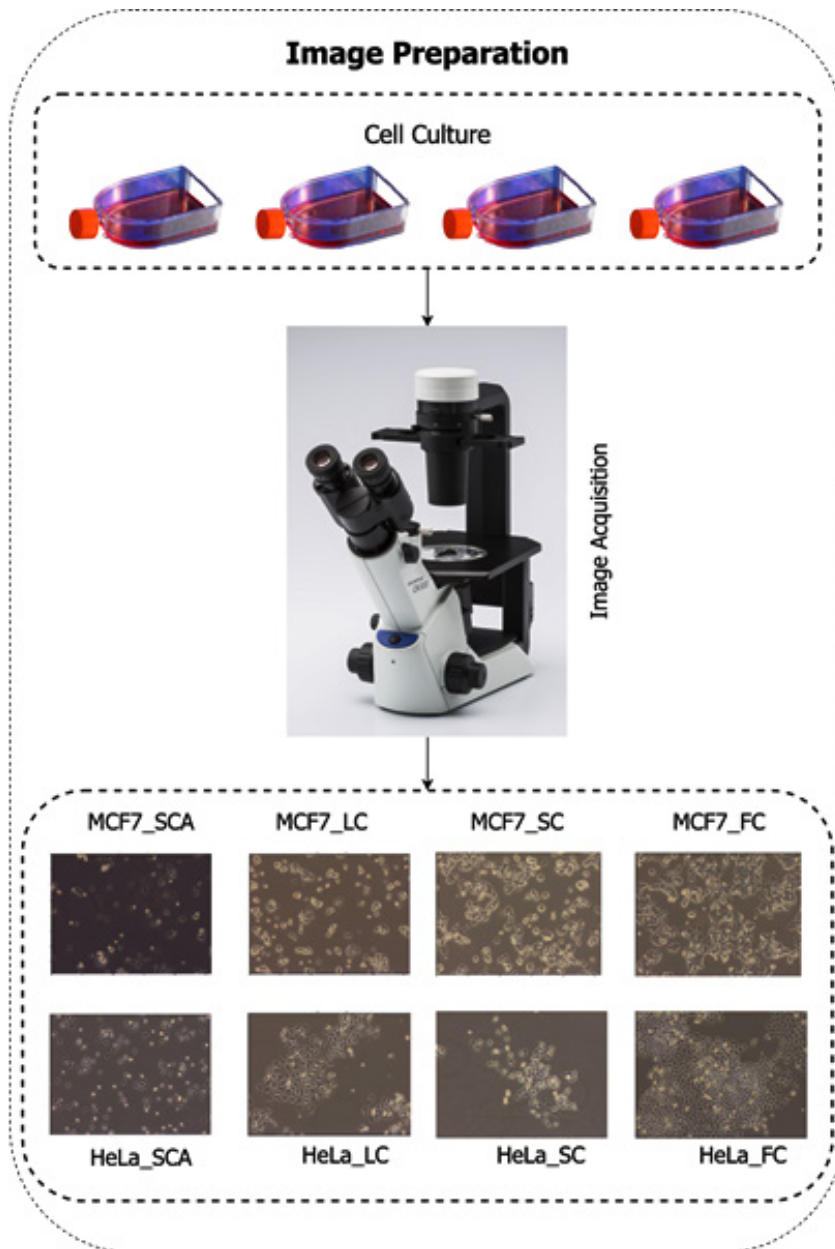 Image Preparation
Cell Culture
Image Acquisition
MCF7_SCA MCF7_LC MCF7_SC MCF7_FC
HeLa_SCA HeLa_LC HeLa_SC HeLa_FC